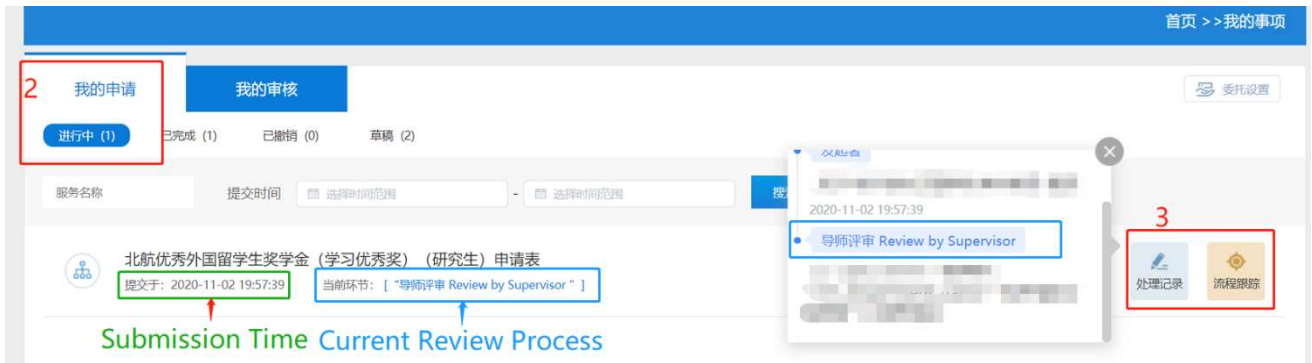 首页 >>我的事项
2
我的申请
我的审核
委托设置
进行中 (1)
已完成 (1)
已撤销 (0)
草稿 (2)
服务名称
提交时间
选择时间范围
-
选择时间范围
发起者
2020-11-02 19:57:39
导师评审 Review by Supervisor
3
处理记录
流程跟踪
北航优秀外国留学生奖学金（学习优秀奖）（研究生）申请表
提交于：2020-11-02 19:57:39
当前环节：[ “导师评审 Review by Supervisor ” ]
Submission Time
Current Review Process